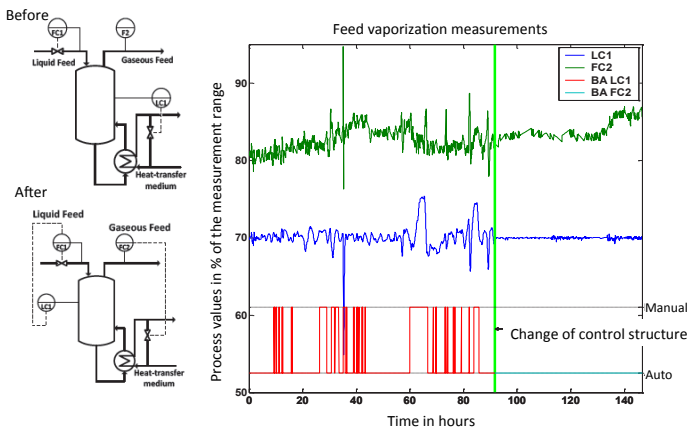 Before
FC1
F2
Liquid Feed
Gaseous Feed
LC1
Heat-transfer
medium
After
Liquid Feed
Gaseous Feed
FC1
FC2
LC1
Heat-transfer
medium
Feed vaporization measurements
LC1
FC2
BA LC1
BA FC2
Process values in % of the measurement range
90
80
70
60
50
Manual
Change of control structure
Auto
0 20 40 60 80 100 120 140
Time in hours